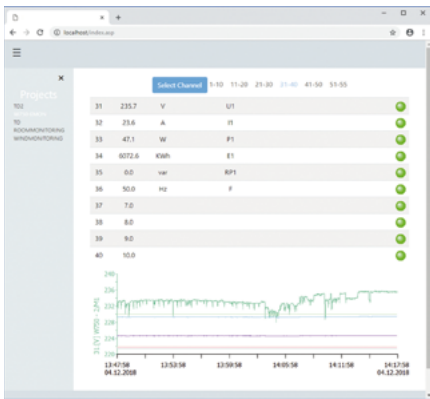 localhost/index.asp
Projects
TD2
TD
ROOMMONITORING
WINDMONITORING
Select Channel 1-10 11-20 21-30 31-40 41-50 51-55
31 235.7 V U1
32 23.6 A I1
33 47.1 W P1
34 6072.6 KWh E1
35 0.0 var RP1
36 50.0 Hz F
37 7.0
38 8.0
39 9.0
40 10.0
240
236
232
228
224
220
13:47:58 13:53:58 13:59:58 14:05:58 14:11:58 14:17:58
04.12.2018 04.12.2018